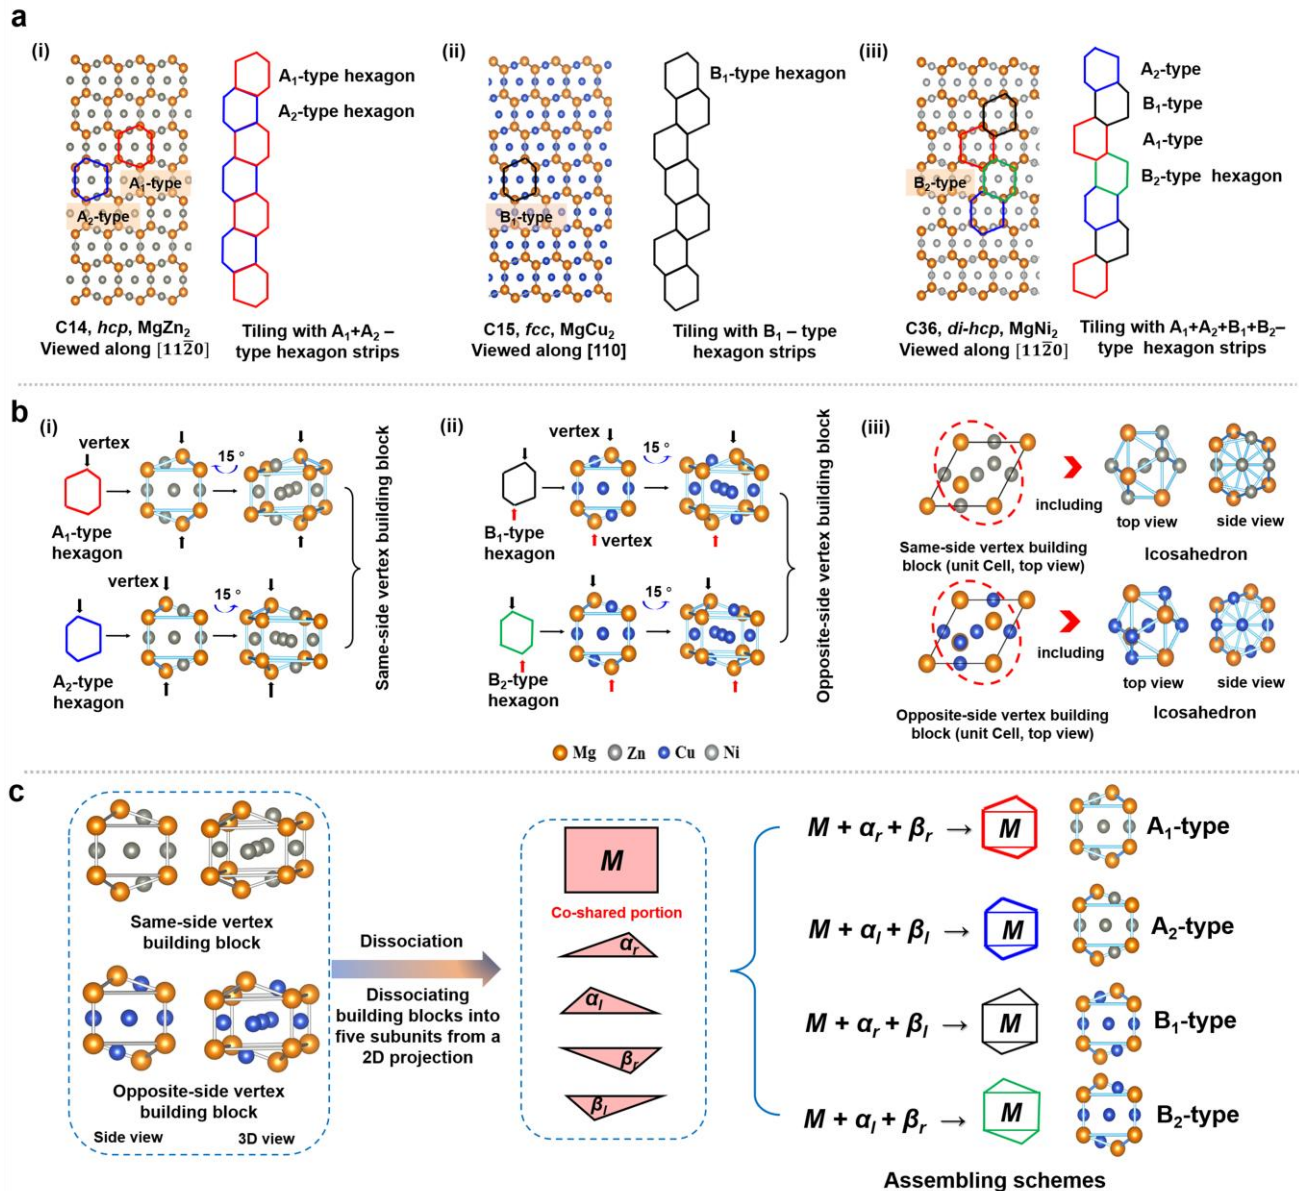 a
(i)
A₁-type hexagon
A₂-type hexagon
A₁-type
A₂-type
C14, hcp, MgZn₂
Viewed along [112̄0]
Tiling with A₁+A₂ –
type hexagon strips
(ii)
B₁-type hexagon
B₁-type
C15, fcc, MgCu₂
Viewed along [110]
Tiling with B₁ – type
hexagon strips
(iii)
A₂-type
B₁-type
A₁-type
B₂-type hexagon
B₂-type
C36, di-hcp, MgNi₂
Viewed along [112̄0]
Tiling with A₁+A₂+B₁+B₂–
type hexagon strips
b
(i)
vertex
15 °
A₁-type
hexagon
vertex
15 °
A₂-type
hexagon
Same-side vertex building block
(ii)
vertex
15 °
B₁-type
hexagon
vertex
15 °
B₂-type
hexagon
Opposite-side vertex building block
(iii)
including
top view
side view
Same-side vertex building
block (unit Cell, top view)
Icosahedron
including
top view
side view
Opposite-side vertex building
block (unit Cell, top view)
Icosahedron
Mg Zn Cu Ni
c
Same-side vertex
building block
Opposite-side vertex
building block
Side view
3D view
Dissociation
Dissociating
building blocks into
five subunits from a
2D projection
M
Co-shared portion
αr
αl
βr
βl
M + αr + βr → M
A₁-type
M + αl + βl → M
A₂-type
M + αr + βl → M
B₁-type
M + αl + βr → M
B₂-type
Assembling schemes